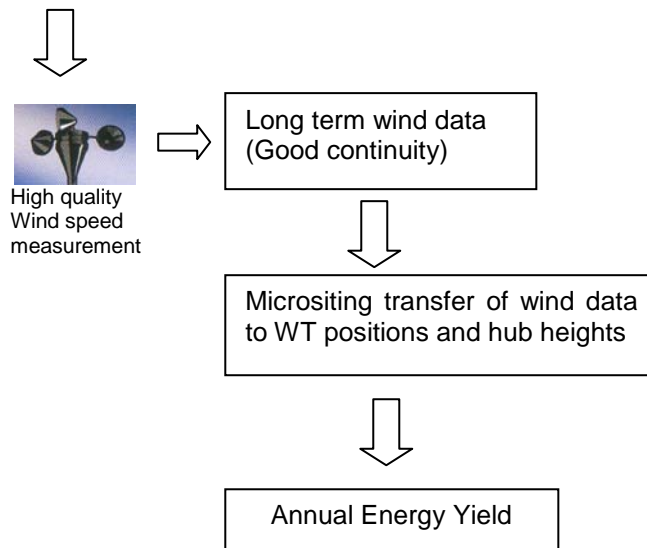 High quality
Wind speed
measurement
Long term wind data
(Good continuity)
Micrositing transfer of wind data
to WT positions and hub heights
Annual Energy Yield